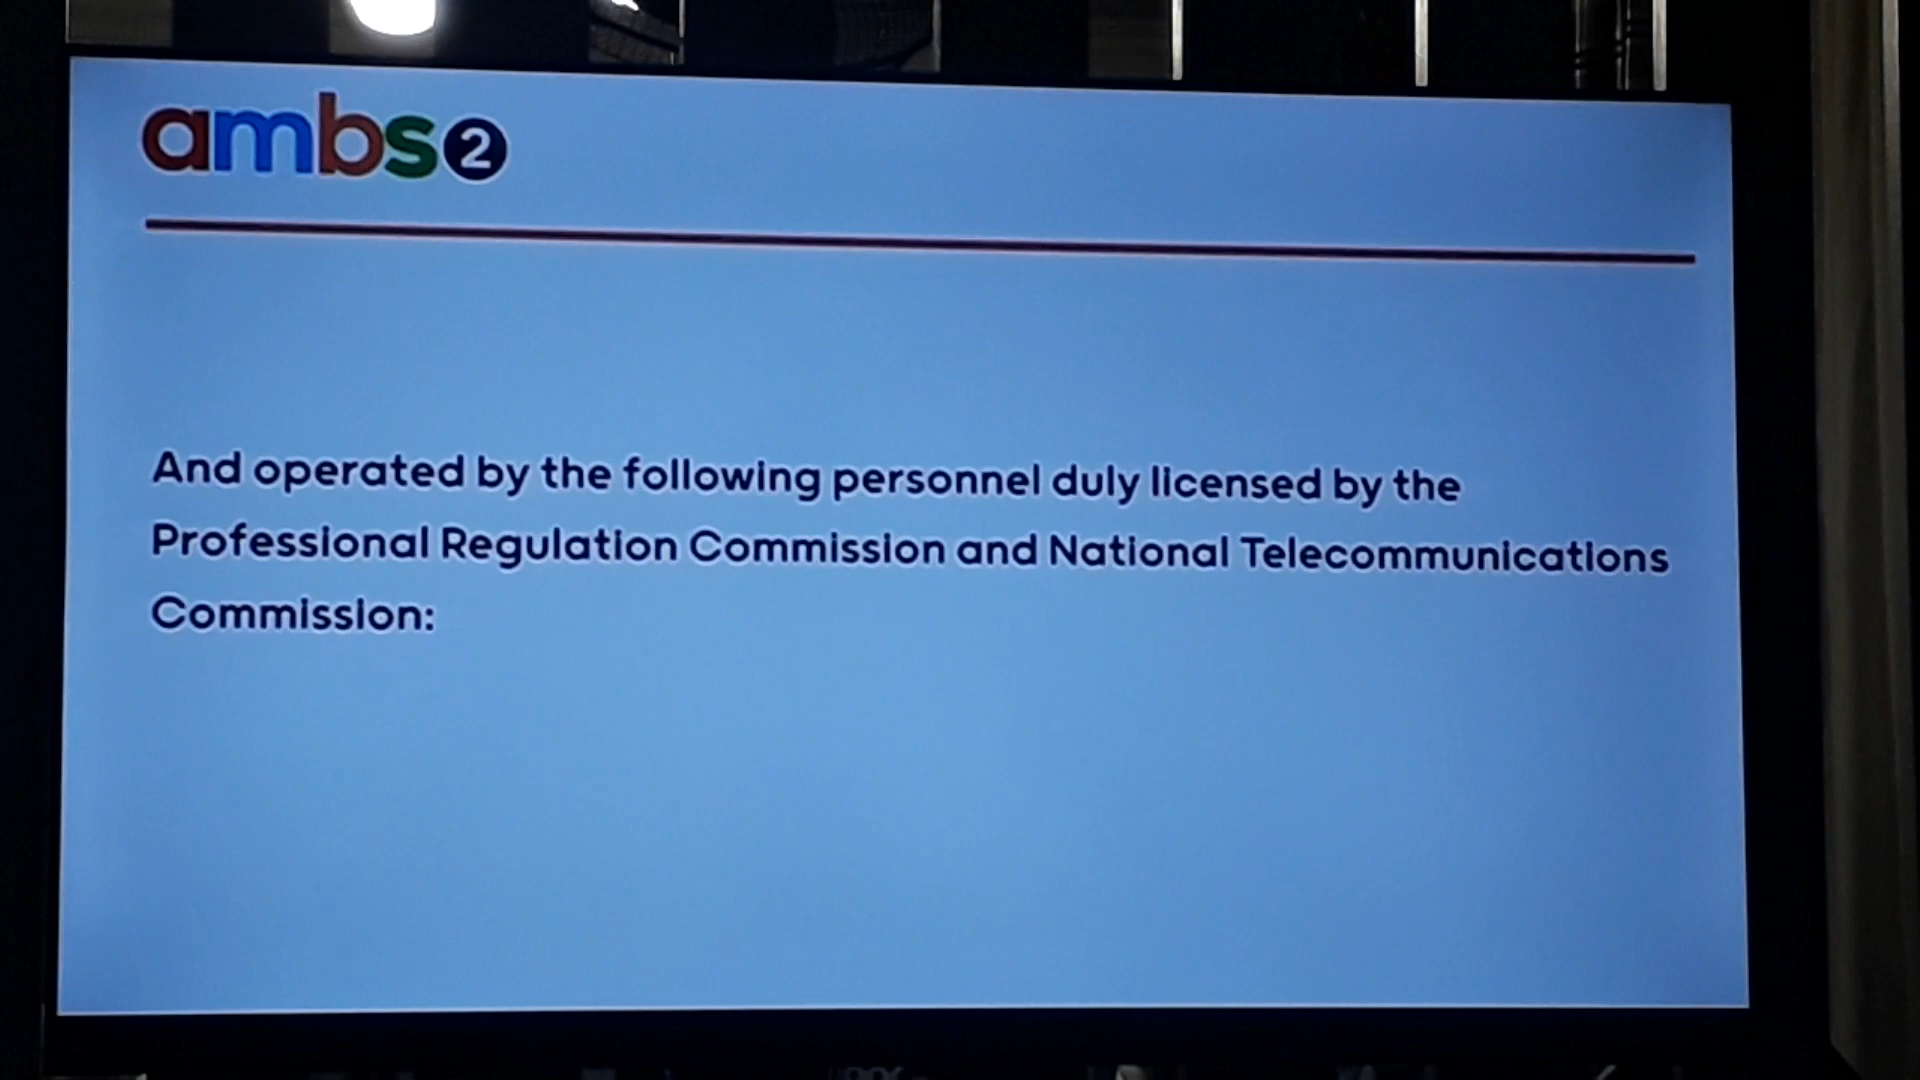 ambs2
And operated by the following personnel duly licensed by the
Professional Regulation Commission and National Telecommunications
Commission: